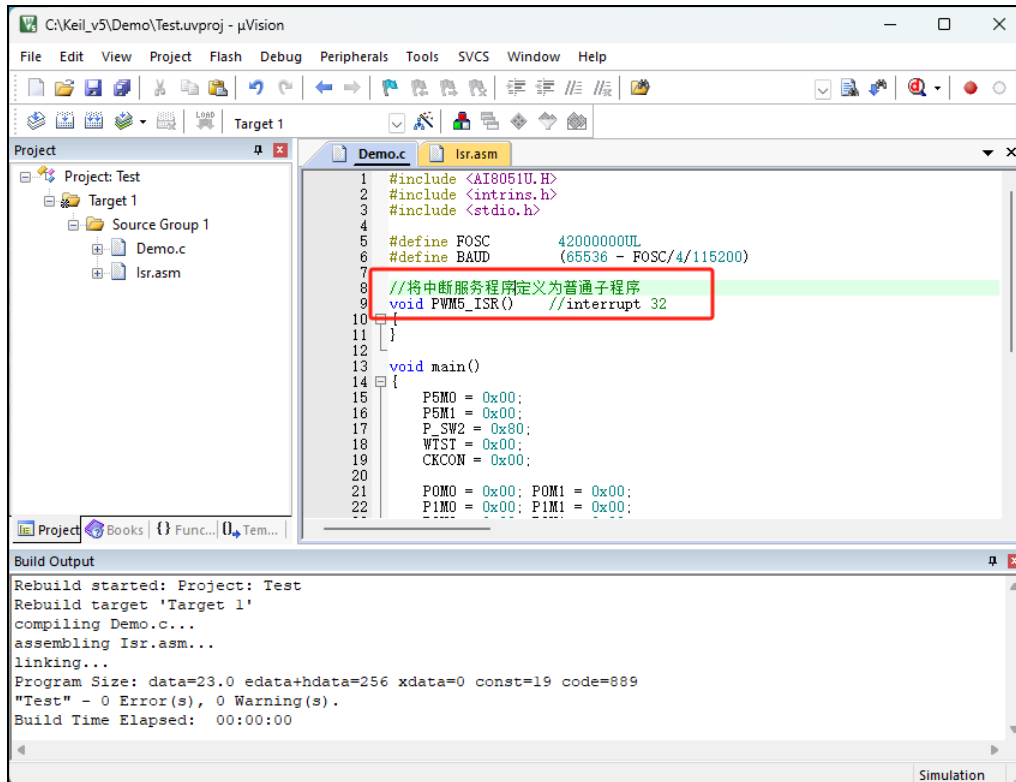 C:\Keil_v5\Demo\Test.uvproj - µVision
File Edit View Project Flash Debug Peripherals Tools SVCS Window Help
LOAD Target 1
Project
Project: Test
Target 1
Source Group 1
Demo.c
Isr.asm
Project Books {} Func... 0 Tem...
Demo.c Isr.asm
1 #include <AI8051U.H>
2 #include <intrins.h>
3 #include <stdio.h>
4
5 #define FOSC 42000000UL
6 #define BAUD (65536 - FOSC/4/115200)
7
8 //将中断服务程序定义为普通子程序
9 void PWM5_ISR() //interrupt 32
10 {
11 }
12
13 void main()
14 {
15 P5M0 = 0x00;
16 P5M1 = 0x00;
17 P_SW2 = 0x80;
18 WTST = 0x00;
19 CKCON = 0x00;
20
21 P0M0 = 0x00; P0M1 = 0x00;
22 P1M0 = 0x00; P1M1 = 0x00;
Build Output
Rebuild started: Project: Test
Rebuild target 'Target 1'
compiling Demo.c...
assembling Isr.asm...
linking...
Program Size: data=23.0 edata+hdata=256 xdata=0 const=19 code=889
"Test" - 0 Error(s), 0 Warning(s).
Build Time Elapsed: 00:00:00
Simulation